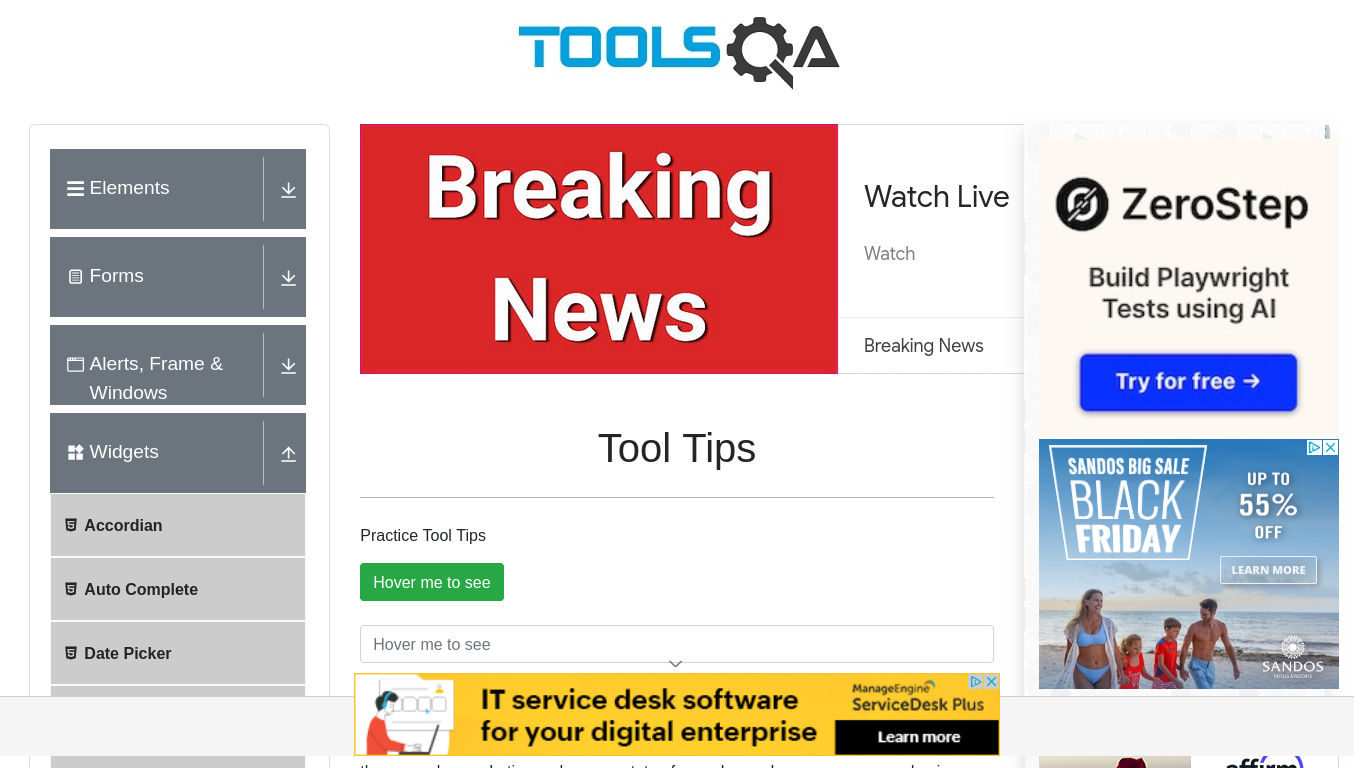 TOOLSQA
Elements
Forms
Alerts, Frame &
Windows
Widgets
Accordian
Auto Complete
Date Picker
Breaking
News
Watch Live
Watch
Breaking News
Tool Tips
Practice Tool Tips
Hover me to see
Hover me to see
ZeroStep
Build Playwright
Tests using AI
Try for free →
SANDOS BIG SALE
BLACK
FRIDAY
UP TO
55%
OFF
LEARN MORE
SANDOS
HOTELS & RESORTS
IT service desk software
for your digital enterprise
ManageEngine
ServiceDesk Plus
Learn more
affirm